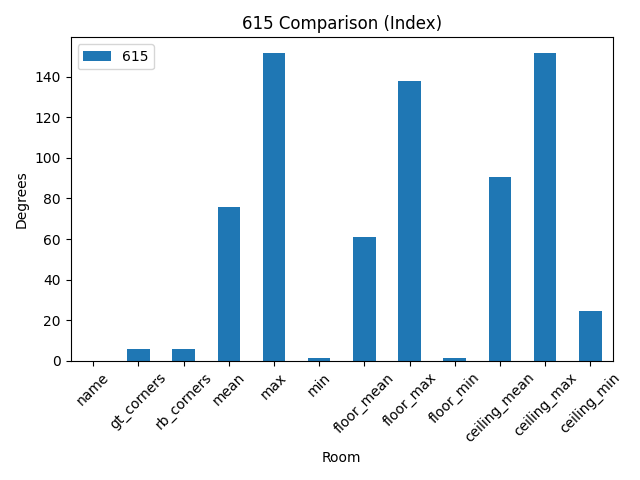 615 Comparison (Index)
615
Degrees
140
120
100
80
60
40
20
0
name
gt_corners
rb_corners
mean
max
min
floor_mean
floor_max
floor_min
ceiling_mean
ceiling_max
ceiling_min
Room